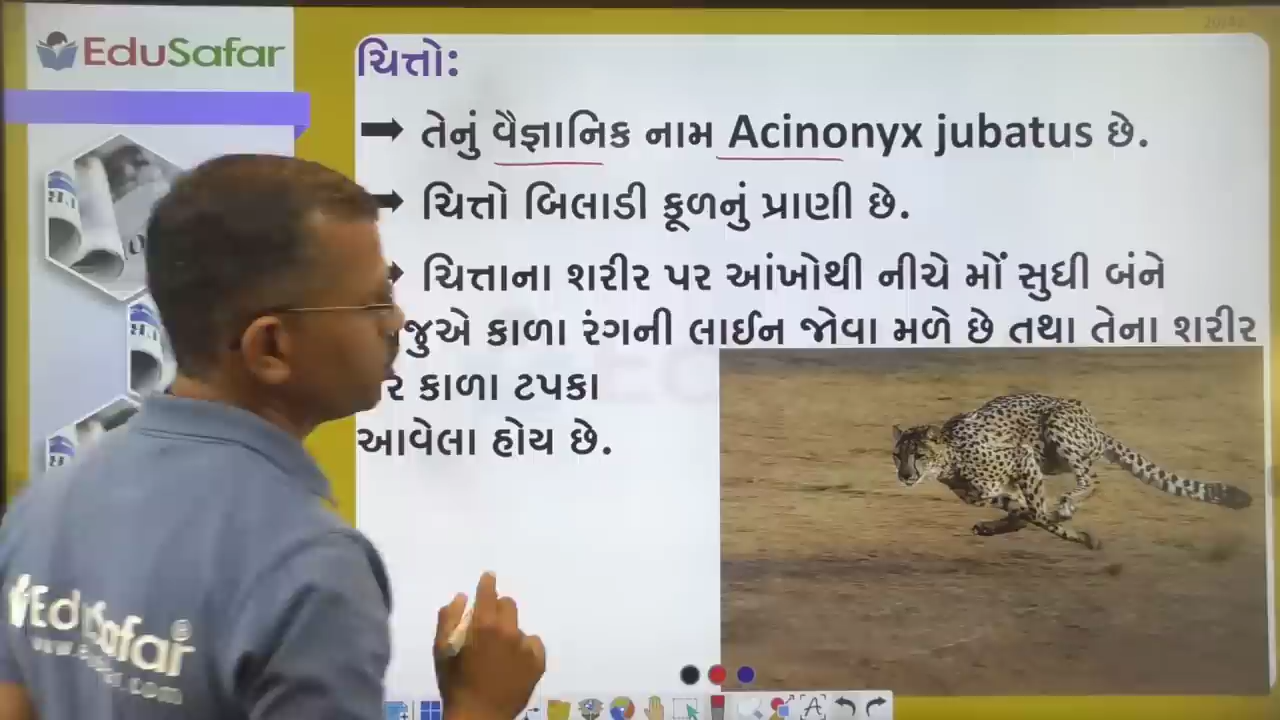 EduSafar
ચિત્તો:
તેનું વૈજ્ઞાનિક નામ Acinonyx jubatus છે.
ચિત્તો બિલાડી કૂળનું પ્રાણી છે.
ચિત્તાના શરીર પર આંખોથી નીચે મોં સુધી બંને
કાળા રંગની લાઈન જોવા મળે છે તથા તેના શરીર
કાળા ટપકા
આવેલા હોય છે.
EduSafar®